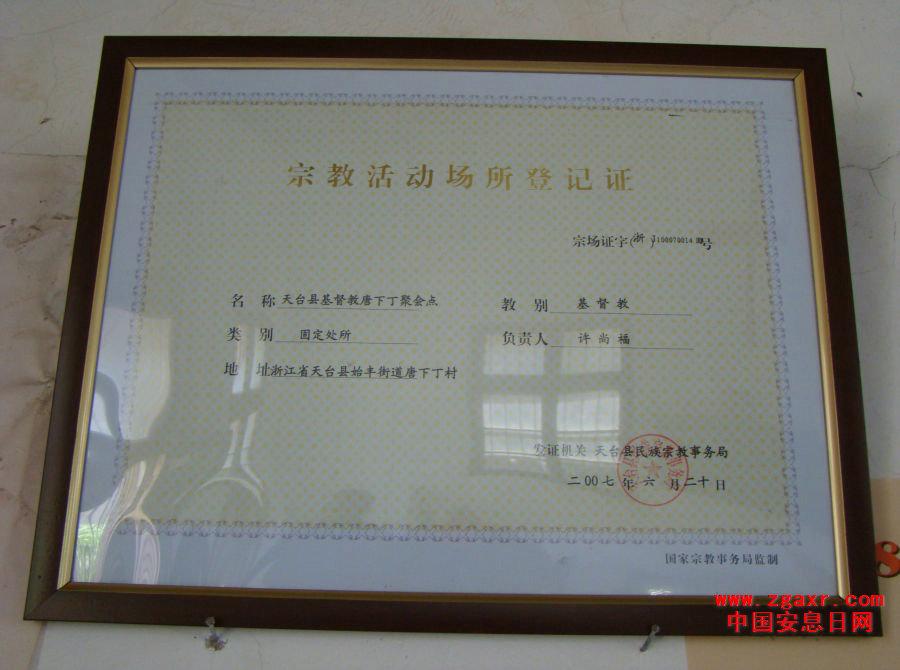 宗教活动场所登记证
宗场证字(浙)J100070014号
名 称 天台县基督教唐下丁聚会点
教 别 基督教
类 别 固定处所
负责人 许尚福
地 址 浙江省天台县始丰街道唐下丁村
发证机关 天台县民族宗教事务局
二00七年六月二十日
国家宗教事务局监制
8
www.zgaxr.com
中国安息日网